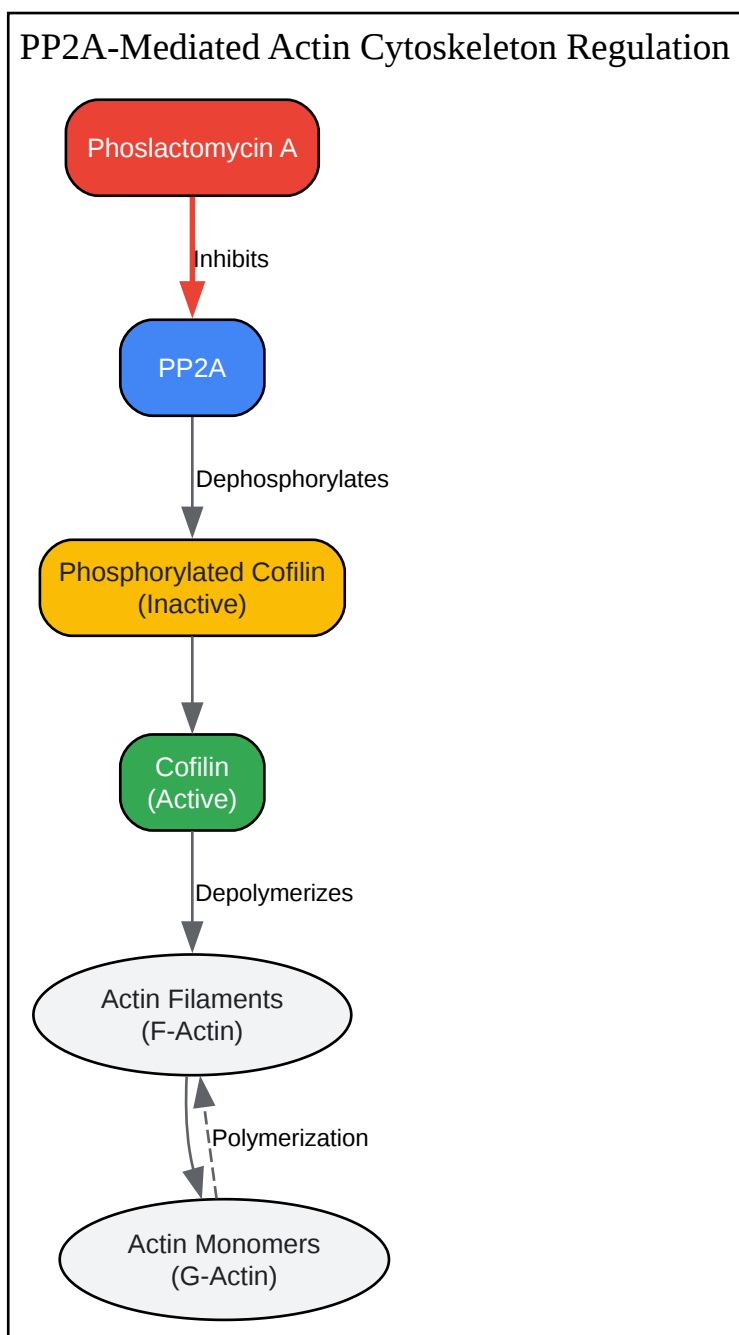 PP2A-Mediated Actin Cytoskeleton Regulation
Phoslactomycin A
Inhibits
PP2A
Dephosphorylates
Phosphorylated Cofilin
(Inactive)
Cofilin
(Active)
Depolymerizes
Actin Filaments
(F-Actin)
Polymerization
Actin Monomers
(G-Actin)